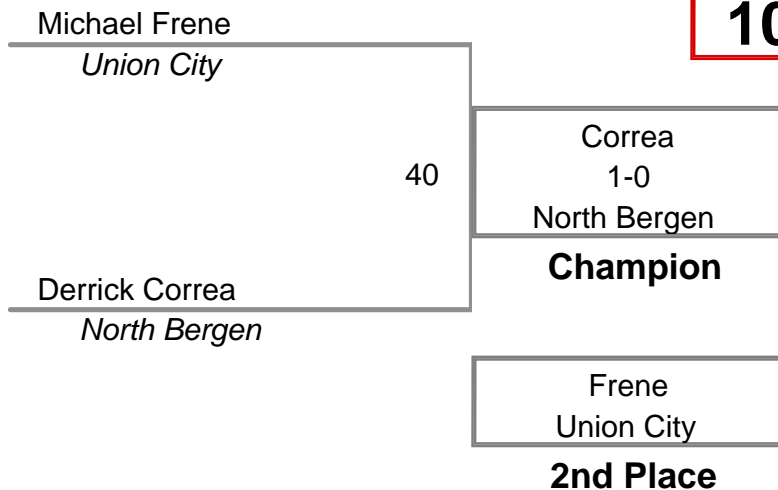 Michael Frene
Union City
40
Correa
1-0
North Bergen
Champion
Derrick Correa
North Bergen
Frene
Union City
2nd Place